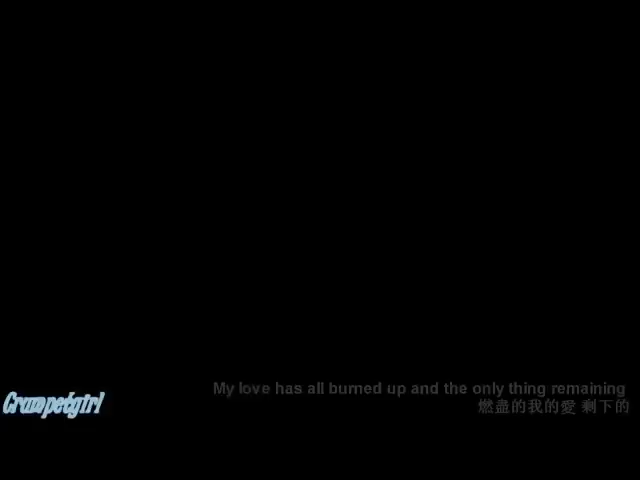 My love has all burned up and the only thing remaining
燃盡的我的愛 剩下的
Crumpetgirl